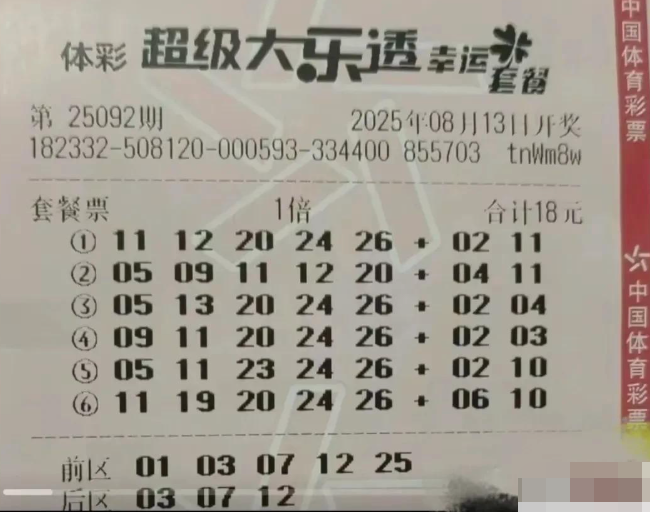 体彩 超级大乐透 幸运套餐
第 25092期 2025年08月13日开奖
182332-508120-000593-334400 855703 tnWm8w
套餐票 1倍 合计18元
① 11 12 20 24 26 + 02 11
② 05 09 11 12 20 + 04 11
③ 05 13 20 24 26 + 02 04
④ 09 11 20 24 26 + 02 03
⑤ 05 11 23 24 26 + 02 10
⑥ 11 19 20 24 26 + 06 10
前区 01 03 07 12 25
后区 03 07 12
中国体育彩票
中国体育彩票